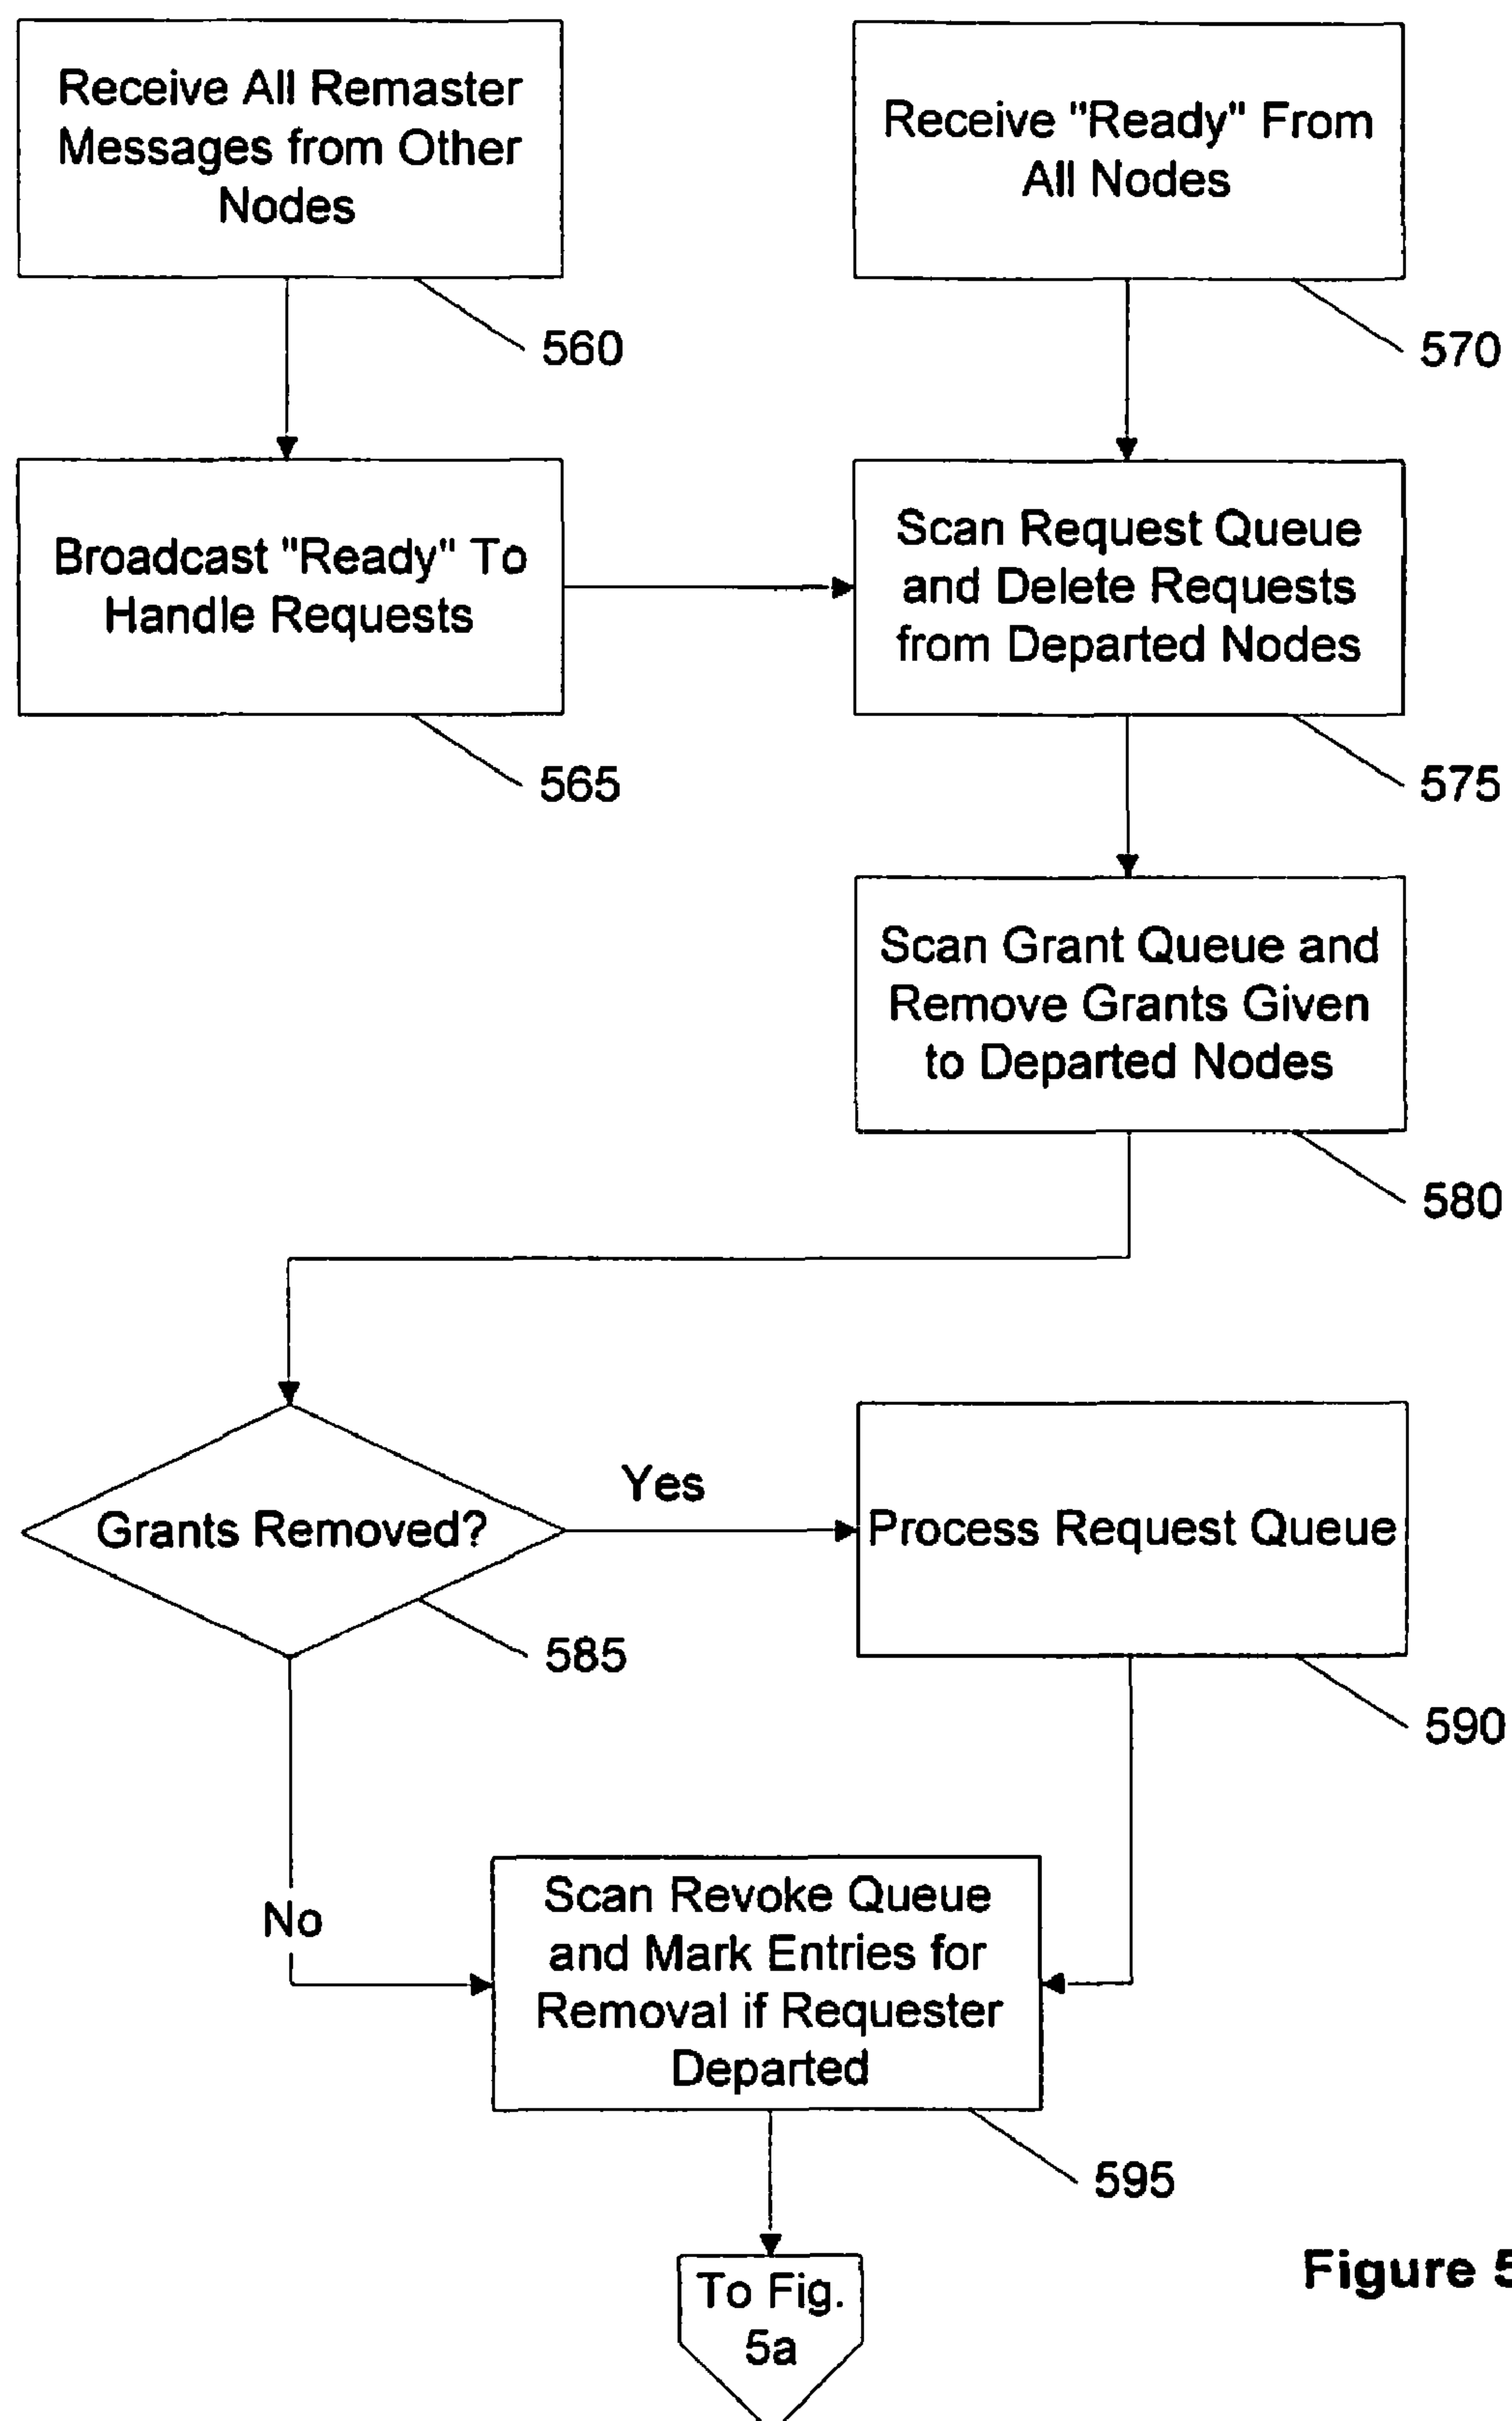 Receive All Remaster
Messages from Other
Nodes
560
Receive "Ready" From
All Nodes
570
Broadcast "Ready" To
Handle Requests
565
Scan Request Queue
and Delete Requests
from Departed Nodes
575
Scan Grant Queue and
Remove Grants Given
to Departed Nodes
580
Grants Removed?
585
Yes
Process Request Queue
590
No
Scan Revoke Queue
and Mark Entries for
Removal if Requester
Departed
595
To Fig.
5a
Figure 5